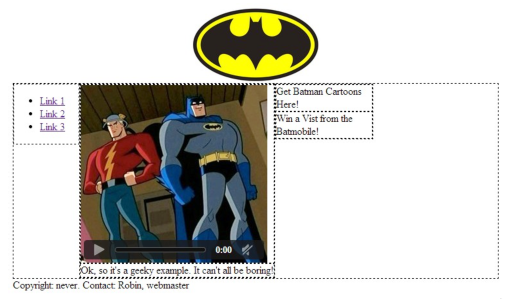 Link 1
Link 2
Link 3
0:00
Ok, so it's a geeky example. It can't all be boring!
Get Batman Cartoons
Here!
Win a Vist from the
Batmobile!
Copyright: never. Contact: Robin, webmaster